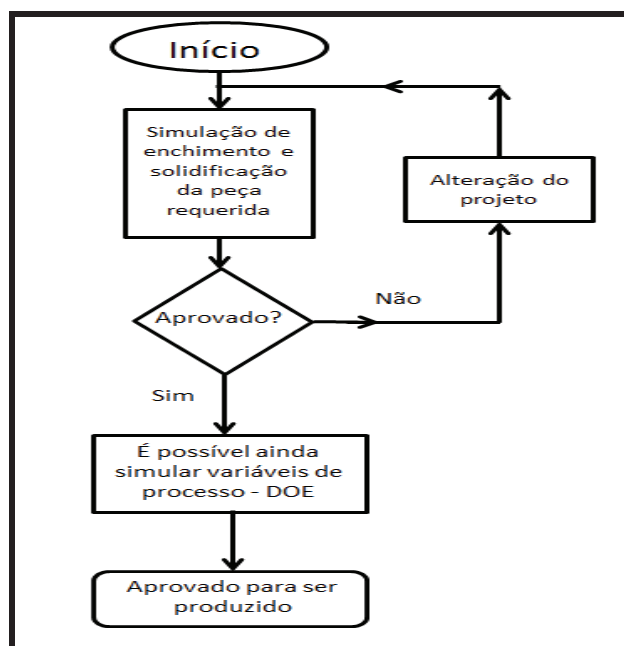 Início
Simulação de
enchimento e
solidificação
da peça
requerida
Alteração do
projeto
Aprovado?
Não
Sim
É possível ainda
simular variáveis de
processo - DOE
Aprovado para ser
produzido